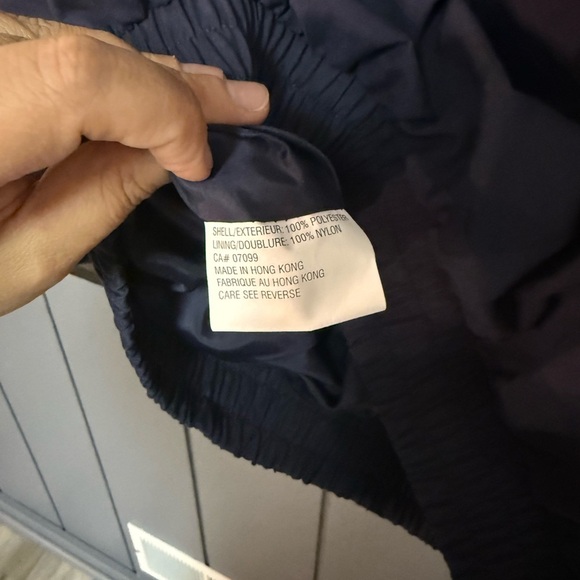 SHELL/EXTERIEUR: 100% POLYESTER
LINING/DOUBLURE: 100% NYLON
CA# 07099
MADE IN HONG KONG
FABRIQUE AU HONG KONG
CARE SEE REVERSE